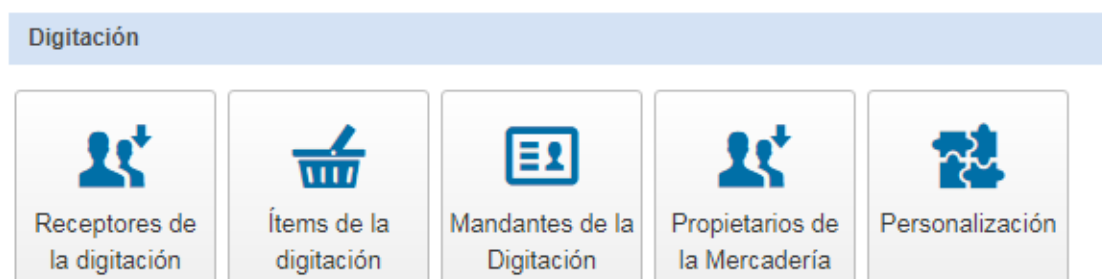 Digitación
Receptores de
la digitación
Ítems de la
digitación
Mandantes de la
Digitación
Propietarios de
la Mercadería
Personalización